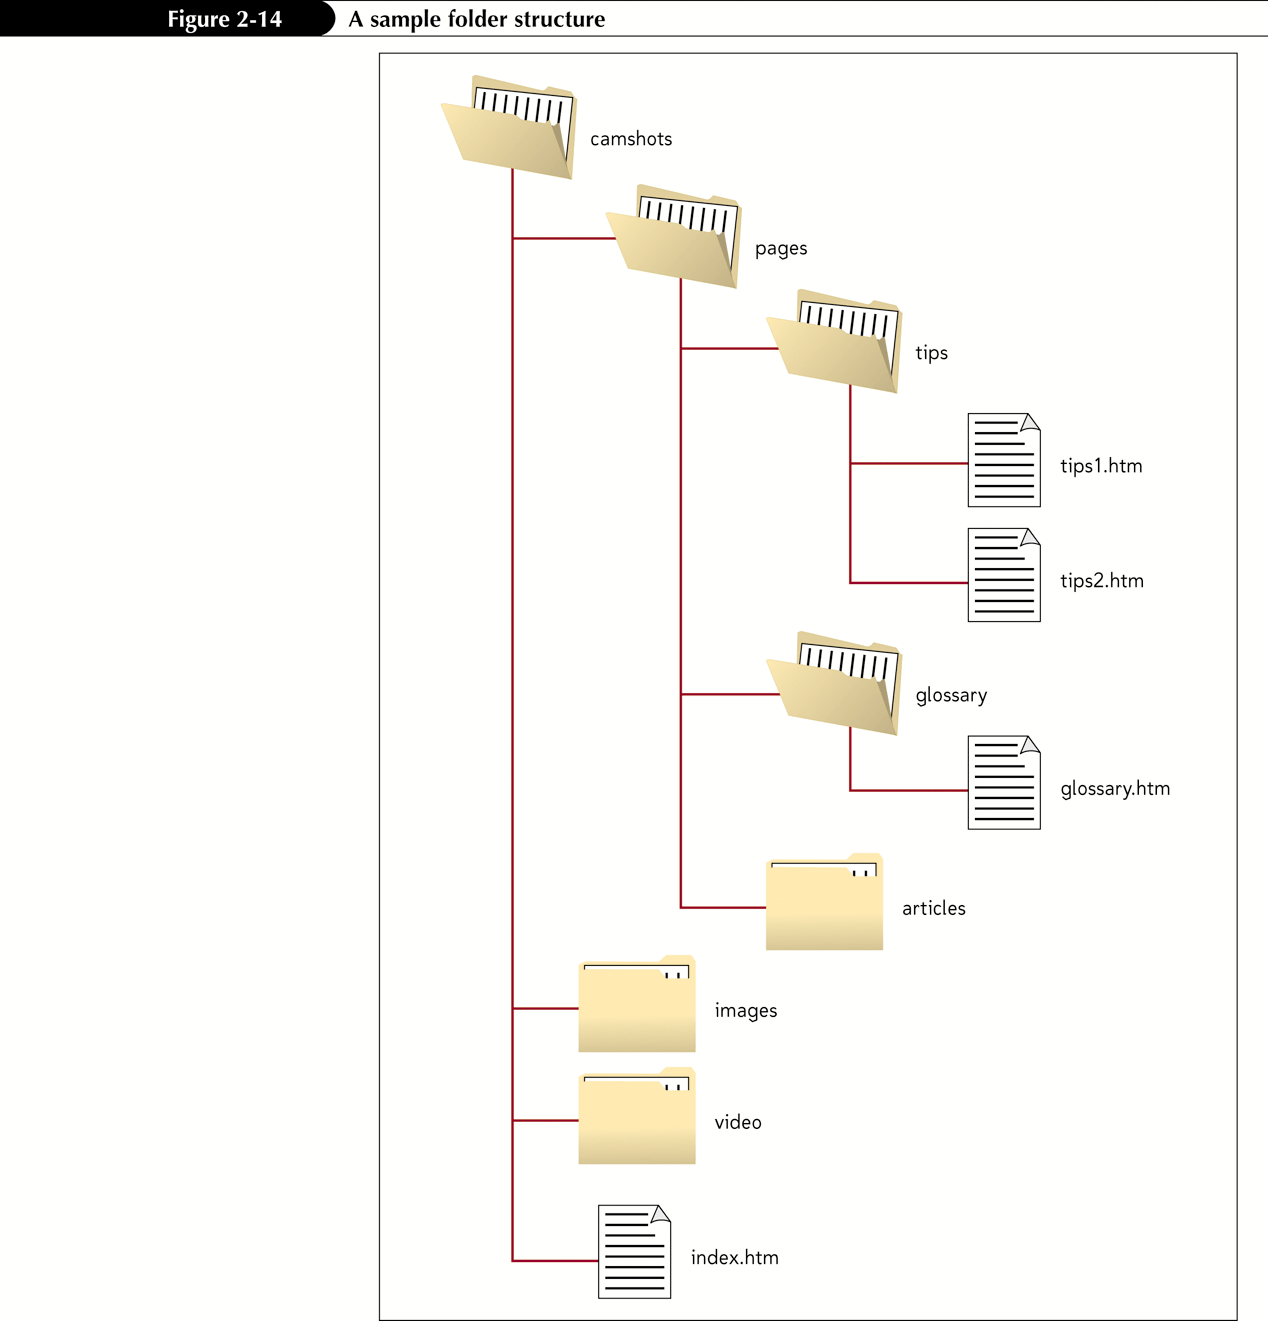 Figure 2-14
A sample folder structure
camshots
pages
tips
tips1.htm
tips2.htm
glossary
glossary.htm
articles
images
video
index.htm